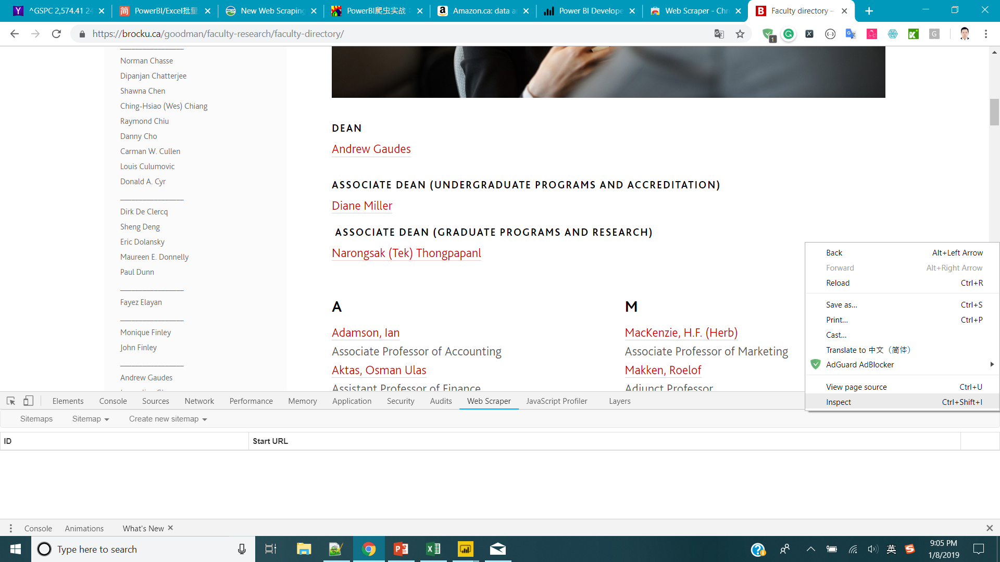 ^GSPC 2,574.41 24
PowerBI/Excel批量
New Web Scraping
PowerBI爬虫实战
Amazon.ca: data a
Power BI Develope
Web Scraper - Chr
Faculty directory –
https://brocku.ca/goodman/faculty-research/faculty-directory/
1
Norman Chasse
Dipanjan Chatterjee
Shawna Chen
Ching-Hsiao (Wes) Chiang
Raymond Chiu
Danny Cho
Carman W. Cullen
Louis Culumovic
Donald A. Cyr
Dirk De Clercq
Sheng Deng
Eric Dolansky
Maureen E. Donnelly
Paul Dunn
Fayez Elayan
Monique Finley
John Finley
Andrew Gaudes
DEAN
Andrew Gaudes
ASSOCIATE DEAN (UNDERGRADUATE PROGRAMS AND ACCREDITATION)
Diane Miller
ASSOCIATE DEAN (GRADUATE PROGRAMS AND RESEARCH)
Narongsak (Tek) Thongpapanl
A
Adamson, Ian
Associate Professor of Accounting
Aktas, Osman Ulas
Assistant Professor of Finance
M
MacKenzie, H.F. (Herb)
Associate Professor of Marketing
Makken, Roelof
Adjunct Professor
Back Alt+Left Arrow
Forward Alt+Right Arrow
Reload Ctrl+R
Save as... Ctrl+S
Print... Ctrl+P
Cast...
Translate to 中文（简体）
AdGuard AdBlocker
View page source Ctrl+U
Inspect Ctrl+Shift+I
Elements Console Sources Network Performance Memory Application Security Audits Web Scraper JavaScript Profiler Layers
Sitemaps Sitemap Create new sitemap
ID Start URL
Console Animations What's New
Type here to search
英
9:05 PM
1/8/2019